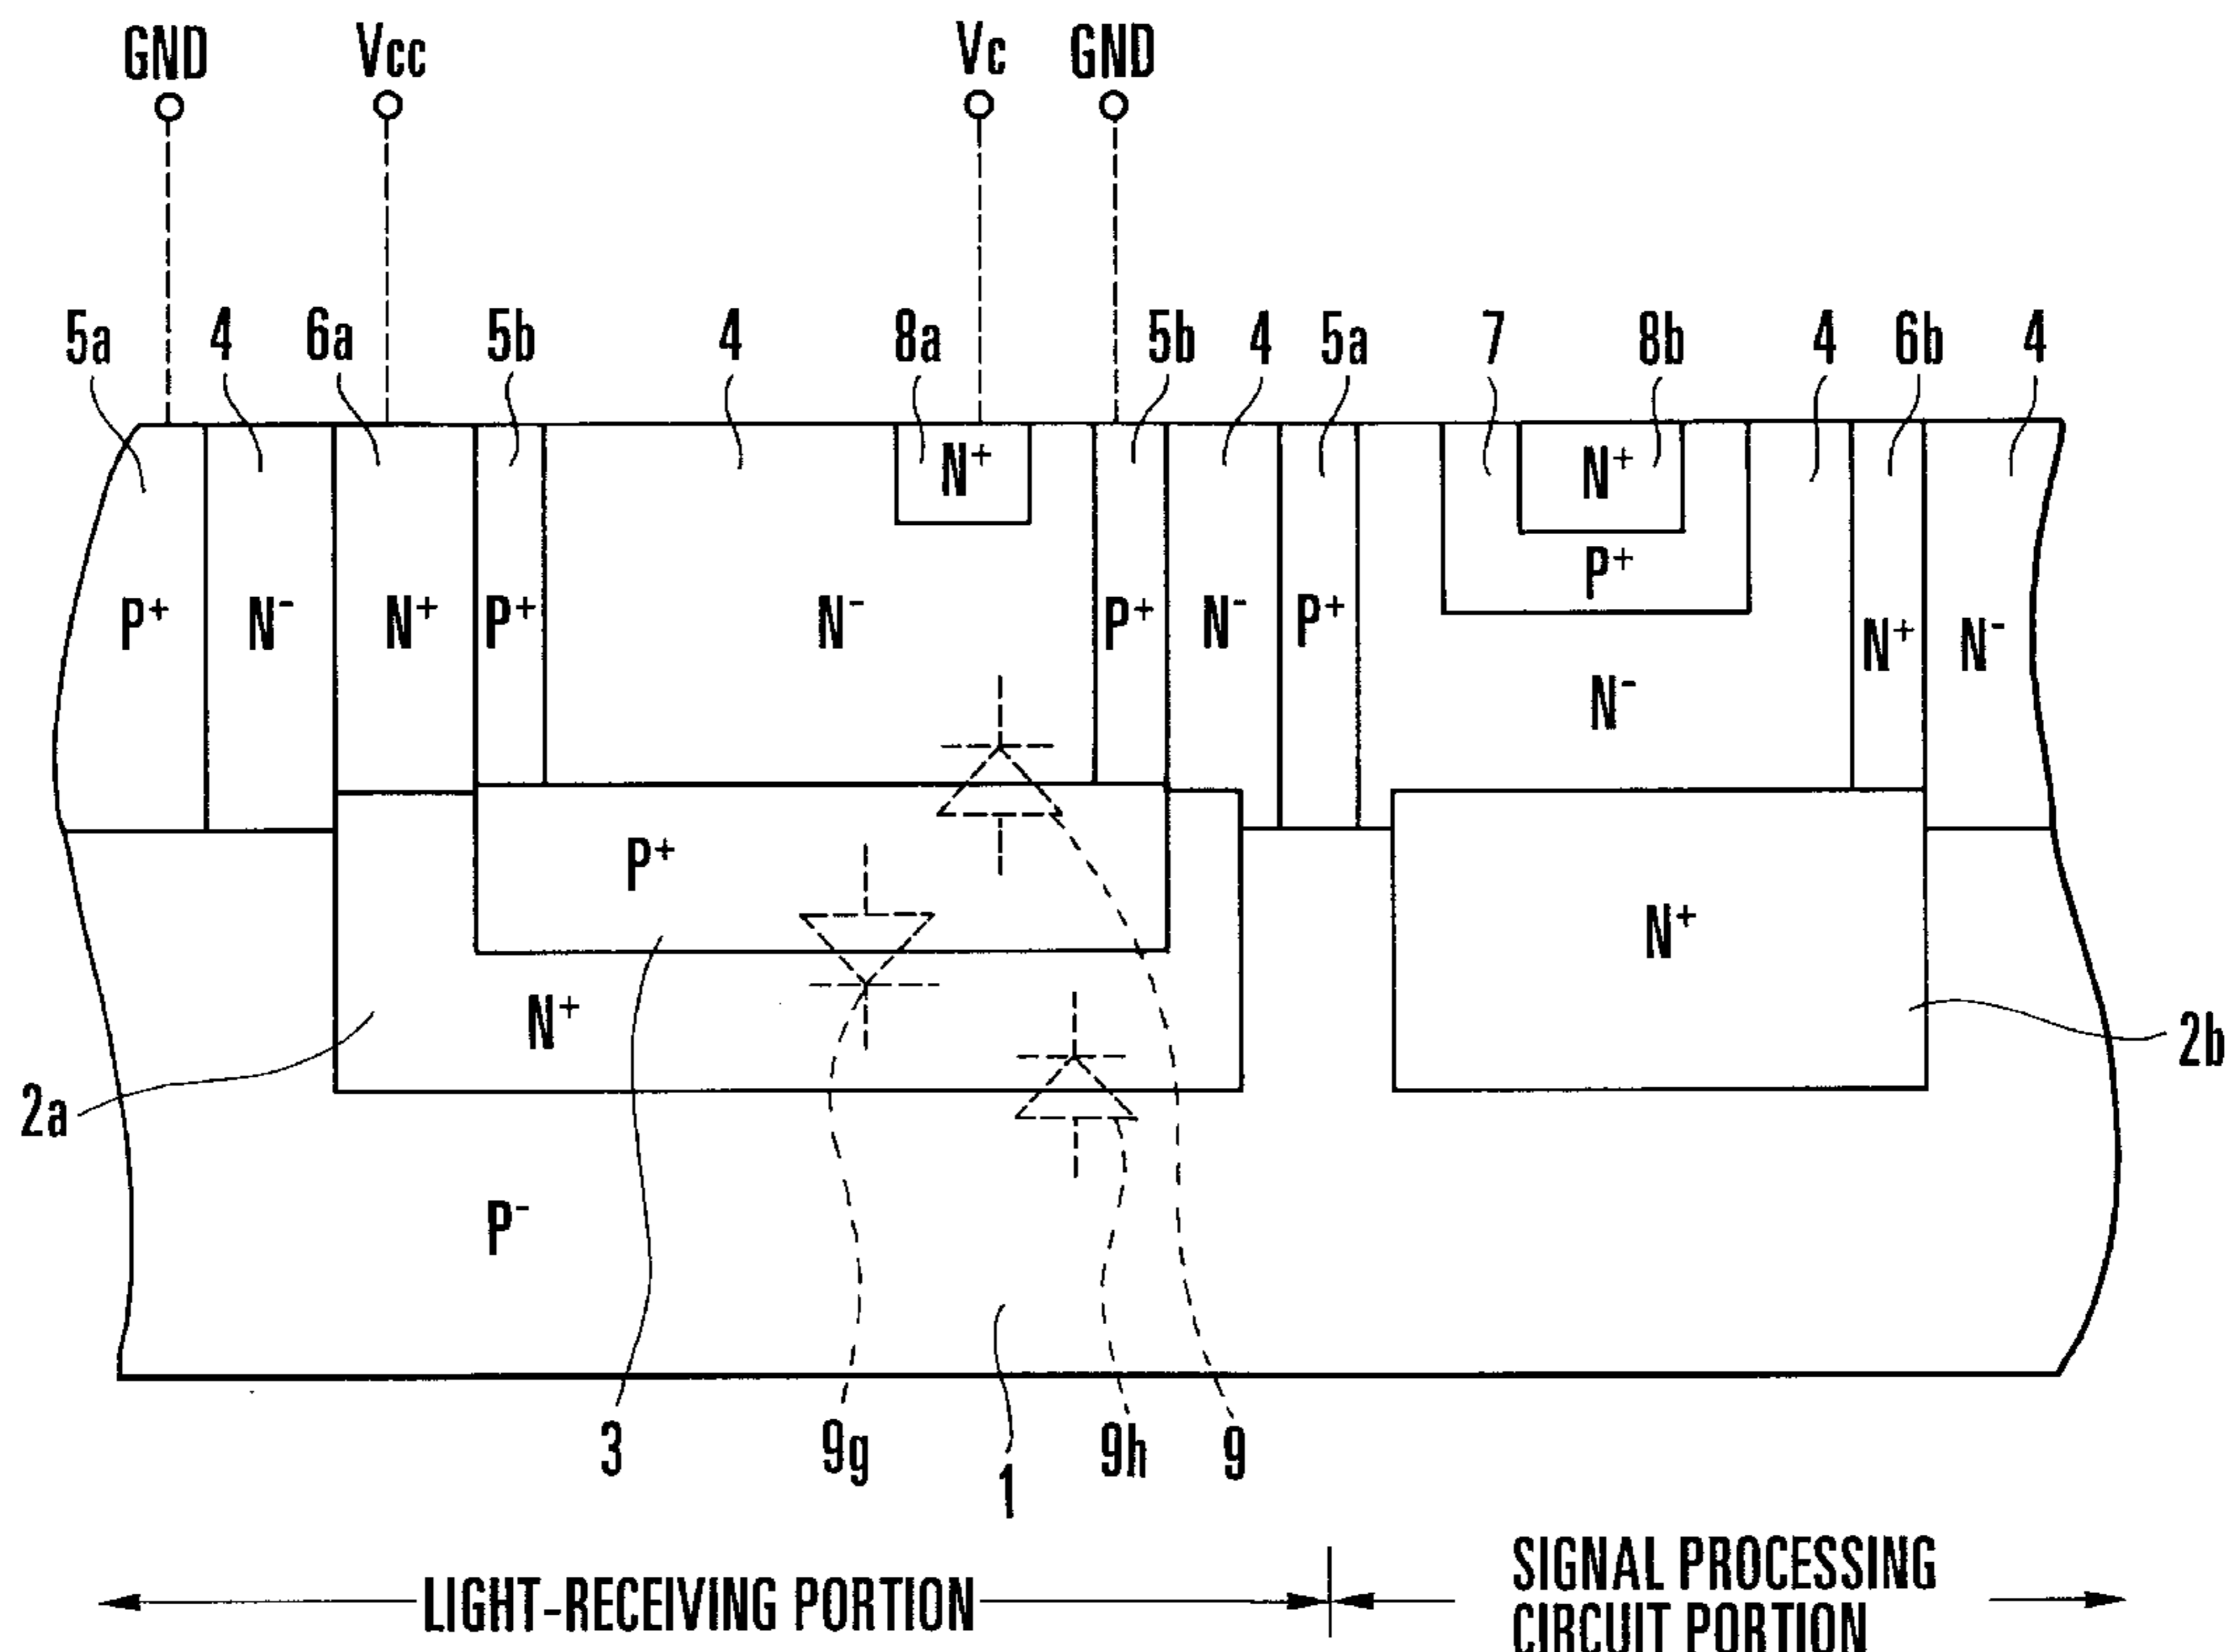 GND Vcc Vc GND
5a 4 6a 5b 4 8a 5b 4 5a 7 8b 4 6b 4
N⁺ N⁺
P⁺
P⁺ N⁻ N⁺ P⁺ N⁻ P⁺ N⁻ P⁺ N⁺ N⁻
N⁻
P⁺
N⁺
N⁺
2b
2a
P⁻
3 9g 1 9h 9
LIGHT-RECEIVING PORTION
SIGNAL PROCESSING
CIRCUIT PORTION